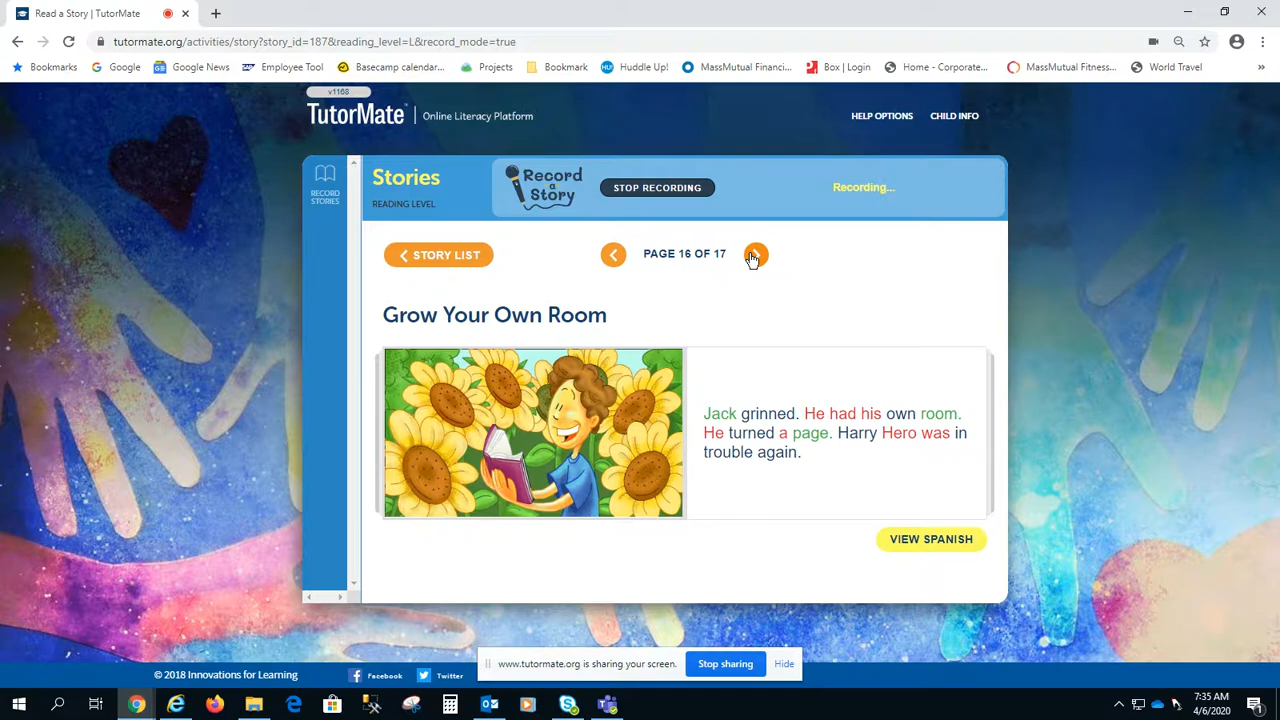 Read a Story | TutorMate
tutormate.org/activities/story?story_id=187&reading_level=L&record_mode=true
Bookmarks
Google
Google News
Employee Tool
Basecamp calendar...
Projects
Bookmark
Huddle Up!
MassMutual Financi...
Box | Login
Home - Corporate...
MassMutual Fitness...
World Travel
»
v1168
TutorMate™ | Online Literacy Platform
HELP OPTIONS
CHILD INFO
RECORD
STORIES
Stories
READING LEVEL
Record
a
Story
STOP RECORDING
Recording...
STORY LIST
PAGE 16 OF 17
Grow Your Own Room
Jack grinned. He had his own room.
He turned a page. Harry Hero was in
trouble again.
VIEW SPANISH
www.tutormate.org is sharing your screen.
Stop sharing
Hide
© 2018 Innovations for Learning
Facebook
Twitter
7:35 AM
4/6/2020